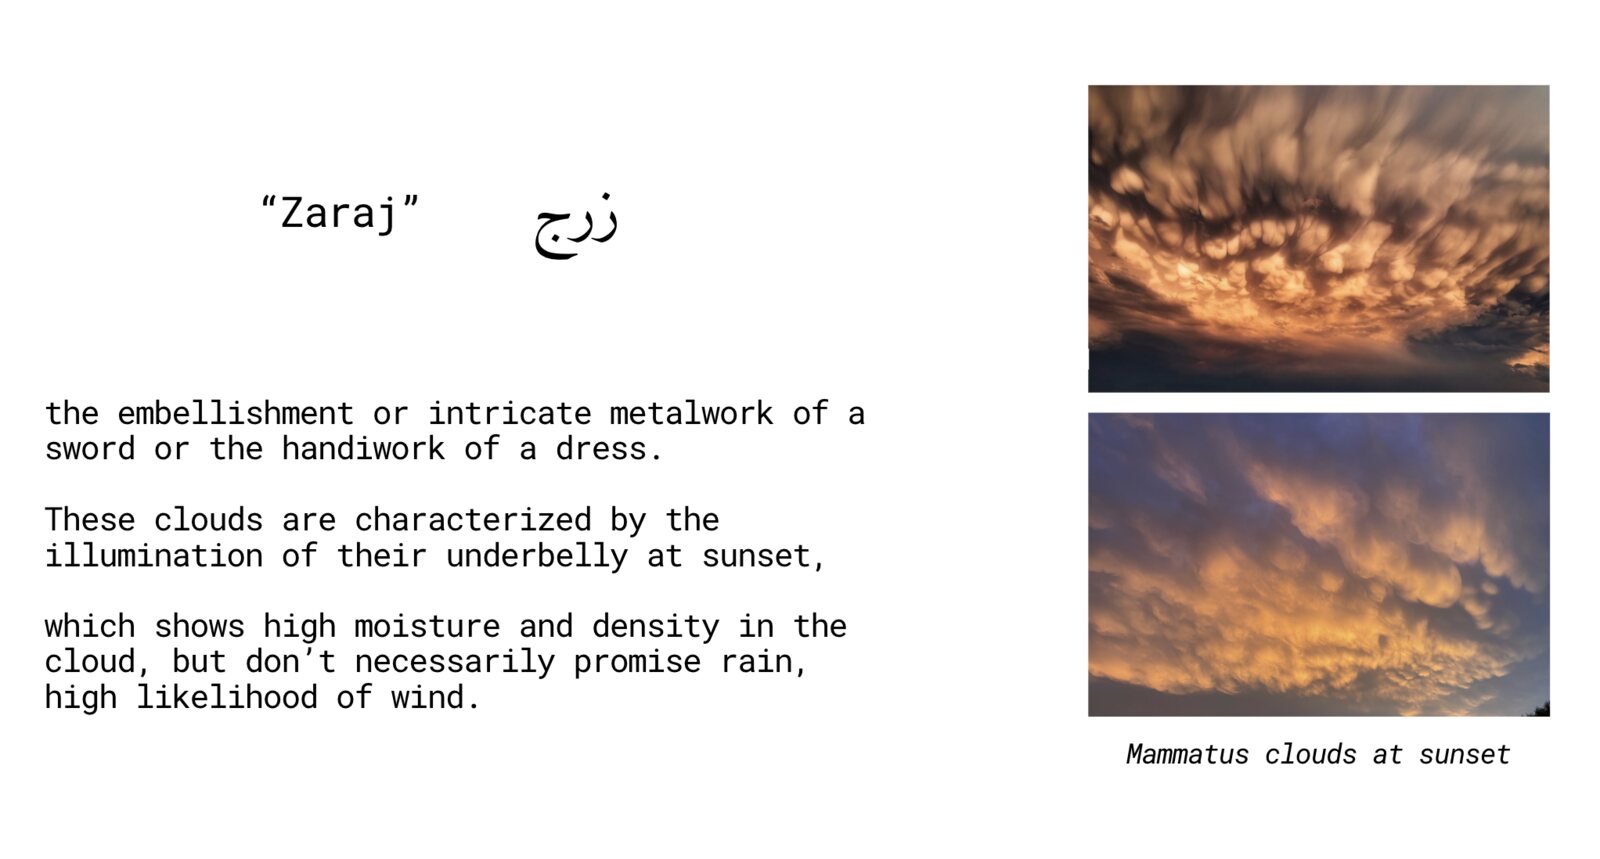 “Zaraj” زرج
the embellishment or intricate metalwork of a
sword or the handiwork of a dress.
These clouds are characterized by the
illumination of their underbelly at sunset,
which shows high moisture and density in the
cloud, but don’t necessarily promise rain,
high likelihood of wind.
Mammatus clouds at sunset